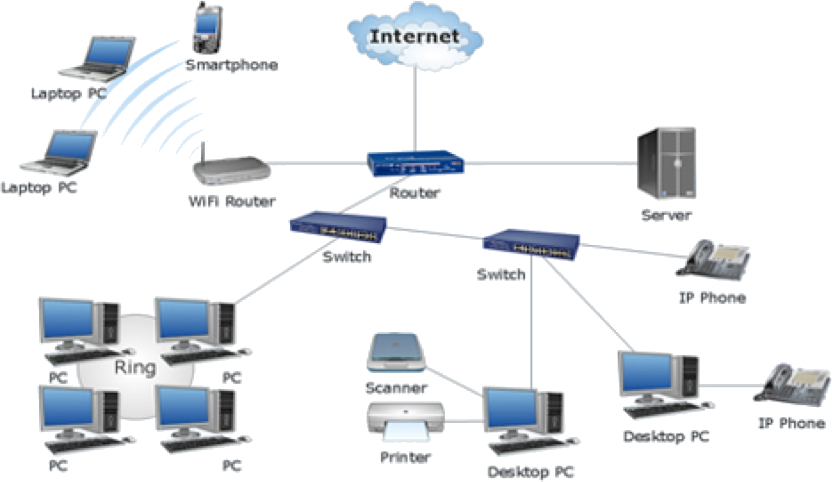 Internet
Smartphone
Laptop PC
Laptop PC
WiFi Router
Router
Server
Switch
Switch
IP Phone
PC
PC
Ring
PC
PC
Scanner
Printer
Desktop PC
Desktop PC
IP Phone